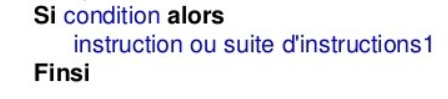 Si condition alors
instruction ou suite d'instructions1
Finsi